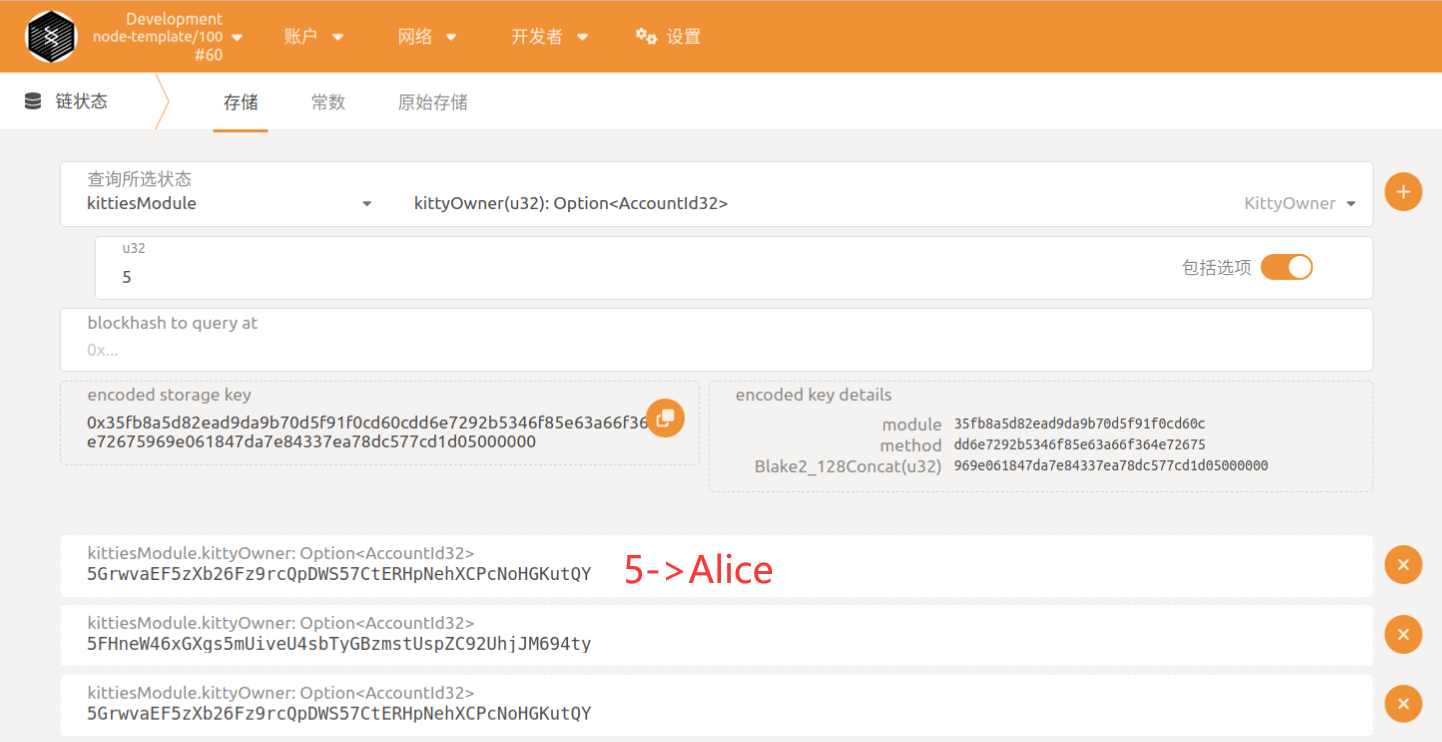 Development
node-template/100
#60
账户
网络
开发者
设置
链状态
存储
常数
原始存储
查询所选状态
kittiesModule
kittyOwner(u32): Option<AccountId32>
KittyOwner
u32
5
包括选项
blockhash to query at
0x...
encoded storage key
0x35fb8a5d82ead9da9b70d5f91f0cd60cdd6e7292b5346f85e63a66f36
e72675969e061847da7e84337ea78dc577cd1d05000000
encoded key details
module 35fb8a5d82ead9da9b70d5f91f0cd60c
method dd6e7292b5346f85e63a66f364e72675
Blake2_128Concat(u32) 969e061847da7e84337ea78dc577cd1d05000000
kittiesModule.kittyOwner: Option<AccountId32>
5GrwvaEF5zXb26Fz9rcQpDWS57CtERHpNehXCPcNoHGKutQY
5->Alice
kittiesModule.kittyOwner: Option<AccountId32>
5FHneW46xGXgs5mUiveU4sbTyGBzmstUspZC92UhjJM694ty
kittiesModule.kittyOwner: Option<AccountId32>
5GrwvaEF5zXb26Fz9rcQpDWS57CtERHpNehXCPcNoHGKutQY